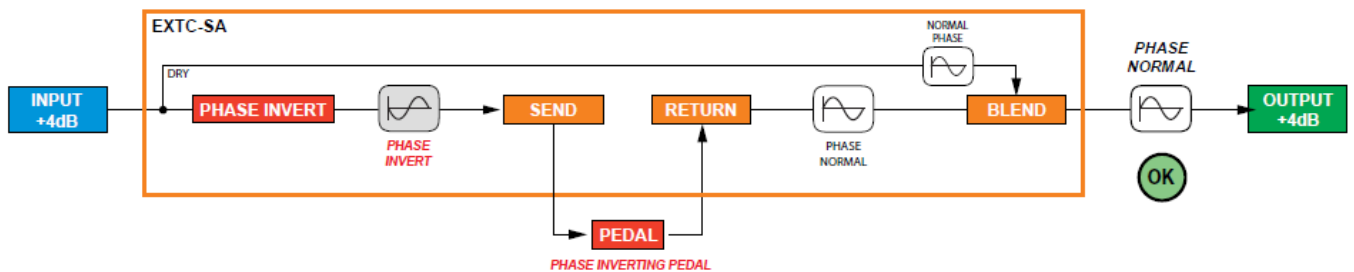 EXTC-SA
NORMAL
PHASE
PHASE
NORMAL
DRY
INPUT
+4dB
PHASE INVERT
SEND
RETURN
BLEND
OUTPUT
+4dB
PHASE
INVERT
PHASE
NORMAL
OK
PEDAL
PHASE INVERTING PEDAL